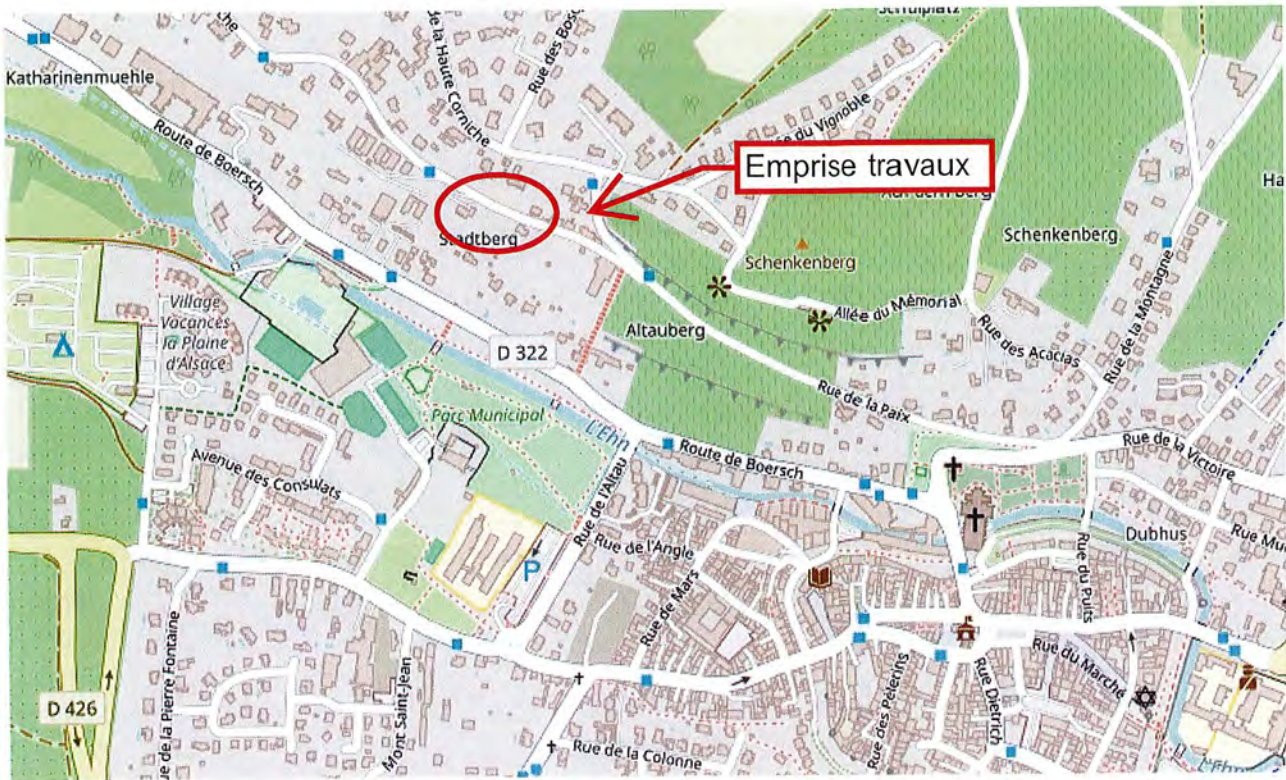 Katharinenmuehle
de la Haute Corniche
Rue des Bosc
Route de Boersch
du Vignoble
Emprise travaux
Stadtberg
Schenkenberg
Schenkenberg
Ha
Village
Vacances
la Plaine
d'Alsace
D 322
Altauberg
Allée du Mémorial
Rue des Acacias
Rue de la Montagne
Parc Municipal
L'Ehn
Rue de la Paix
Route de Boersch
Rue de la Victoire
Avenue des Consulats
Rue de l'Altau
Rue de l'Angle
Rue de Mars
P
Dubhus
Rue du Puits
Rue Mu
D 426
ue de la Pierre Fontaine
Mont Saint-Jean
Rue des Pèlerins
Rue Dietrich
Rue du Marché
Rue de la Colonne
l'Ehn